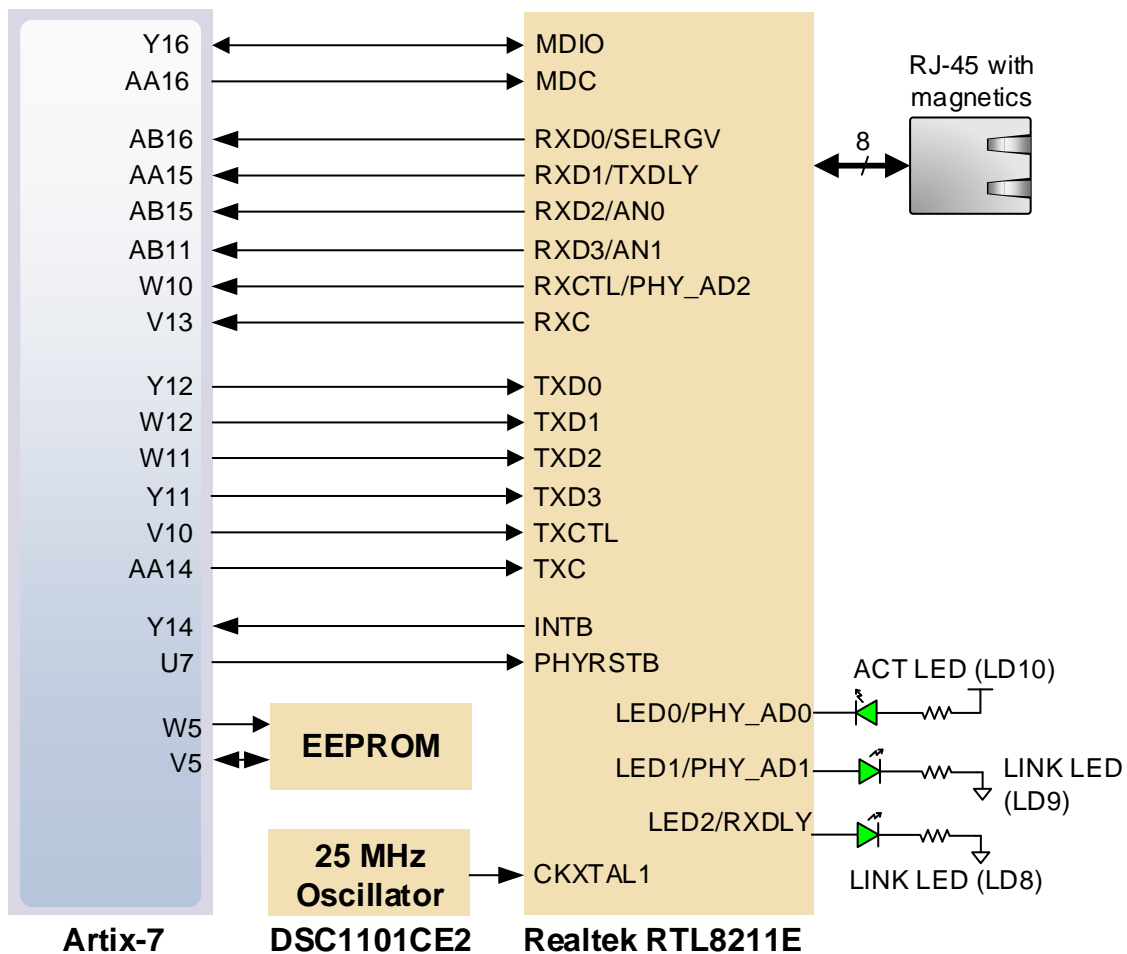 Y16 MDIO
AA16 MDC
RJ-45 with
magnetics
8
AB16 RXD0/SELRGV
AA15 RXD1/TXDLY
AB15 RXD2/AN0
AB11 RXD3/AN1
W10 RXCTL/PHY_AD2
V13 RXC
Y12 TXD0
W12 TXD1
W11 TXD2
Y11 TXD3
V10 TXCTL
AA14 TXC
Y14 INTB
U7 PHYRSTB
W5
V5
EEPROM
LED0/PHY_AD0
ACT LED (LD10)
LED1/PHY_AD1
LINK LED
(LD9)
LED2/RXDLY
LINK LED (LD8)
25 MHz
Oscillator
CKXTAL1
Artix-7 DSC1101CE2 Realtek RTL8211E